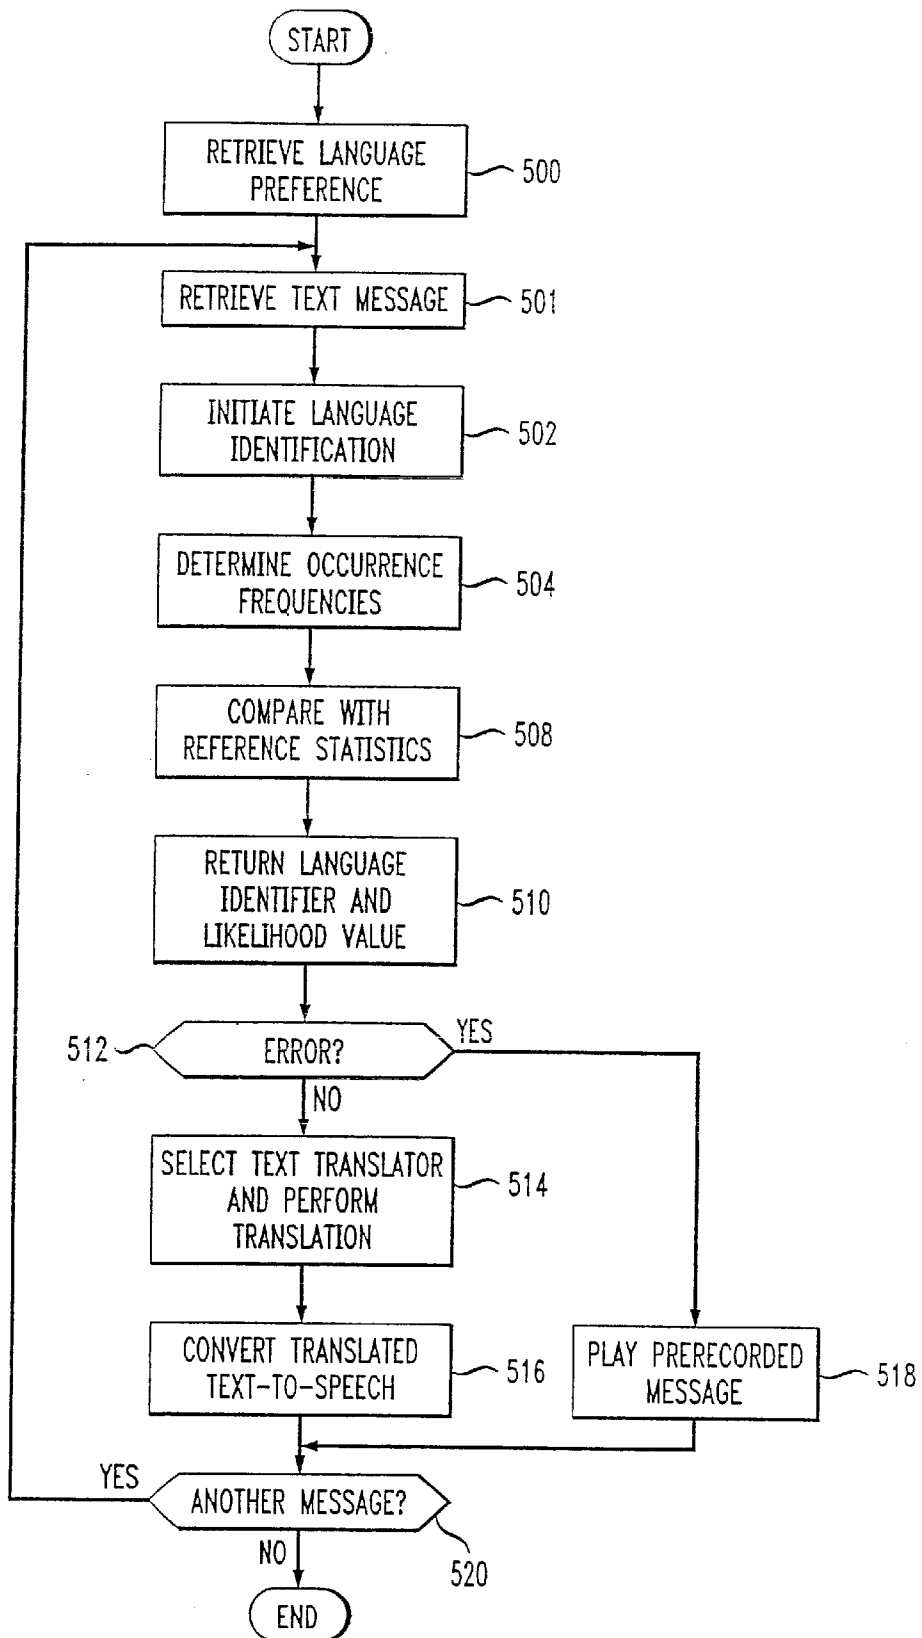 START
RETRIEVE LANGUAGE
PREFERENCE
500
RETRIEVE TEXT MESSAGE
501
INITIATE LANGUAGE
IDENTIFICATION
502
DETERMINE OCCURRENCE
FREQUENCIES
504
COMPARE WITH
REFERENCE STATISTICS
508
RETURN LANGUAGE
IDENTIFIER AND
LIKELIHOOD VALUE
510
512
ERROR?
YES
NO
SELECT TEXT TRANSLATOR
AND PERFORM
TRANSLATION
514
CONVERT TRANSLATED
TEXT-TO-SPEECH
516
PLAY PRERECORDED
MESSAGE
518
YES
ANOTHER MESSAGE?
520
NO
END